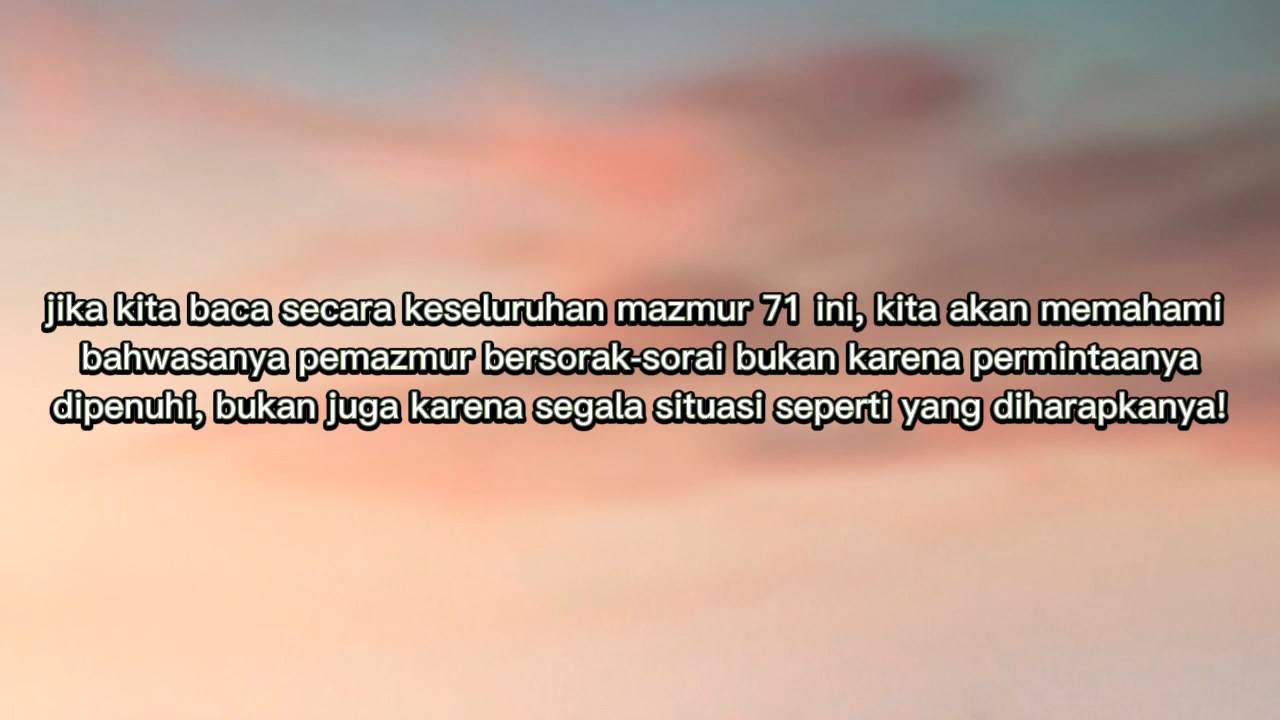 jika kita baca secara keseluruhan mazmur 71 ini, kita akan memahami
bahwasanya pemazmur bersorak-sorai bukan karena permintaanya
dipenuhi, bukan juga karena segala situasi seperti yang diharapkanya!